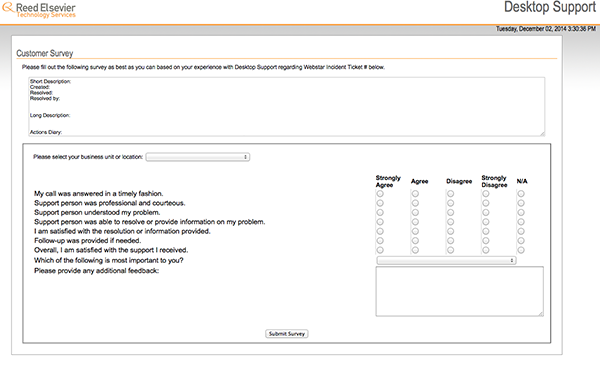 Reed Elsevier
Technology Services
Desktop Support
Tuesday, December 02, 2014 3:30:36 PM
Customer Survey
Please fill out the following survey as best as you can based on your experience with Desktop Support regarding Webstar Incident Ticket # below.
Short Description:
Created:
Resolved:
Resolved by:
Long Description:
Actions Diary:
Please select your business unit or location:
Strongly Agree Agree Disagree Strongly Disagree N/A
My call was answered in a timely fashion.
Support person was professional and courteous.
Support person understood my problem.
Support person was able to resolve or provide information on my problem.
I am satisfied with the resolution or information provided.
Follow-up was provided if needed.
Overall, I am satisfied with the support I received.
Which of the following is most important to you?
Please provide any additional feedback:
Submit Survey